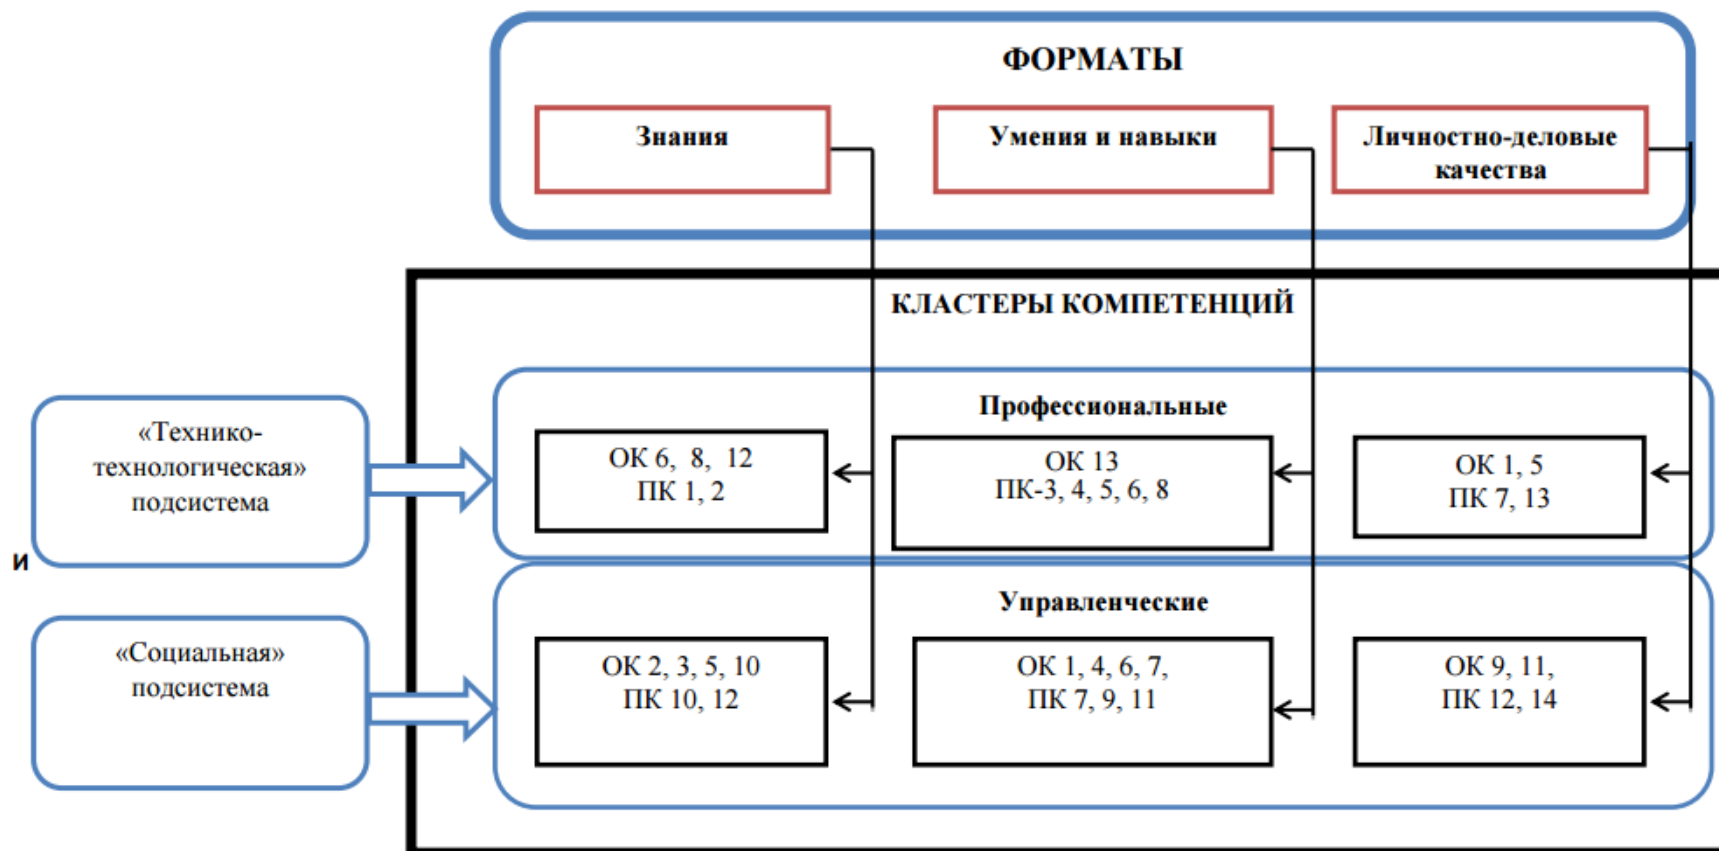 ФОРМАТЫ
Знания
Умения и навыки
Личностно-деловые
качества
КЛАСТЕРЫ КОМПЕТЕНЦИЙ
«Технико-
технологическая»
подсистема
Профессиональные
ОК 6, 8, 12
ПК 1, 2
ОК 13
ПК-3, 4, 5, 6, 8
ОК 1, 5
ПК 7, 13
и
«Социальная»
подсистема
Управленческие
ОК 2, 3, 5, 10
ПК 10, 12
ОК 1, 4, 6, 7,
ПК 7, 9, 11
ОК 9, 11,
ПК 12, 14